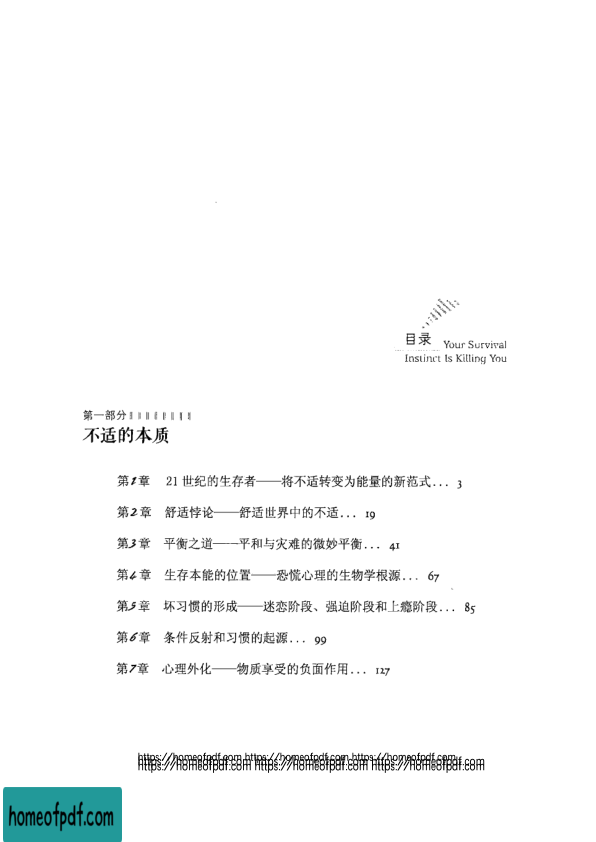 目录 Your Survival
Instinct Is Killing You
第一部分
不适的本质
第1章 21世纪的生存者——将不适转变为能量的新范式... 3
第2章 舒适悖论——舒适世界中的不适... 19
第3章 平衡之道——平和与灾难的微妙平衡... 41
第4章 生存本能的位置——恐慌心理的生物学根源... 67
第5章 坏习惯的形成——迷恋阶段、强迫阶段和上瘾阶段... 85
第6章 条件反射和习惯的起源... 99
第7章 心理外化——物质享受的负面作用... 127
https://homeofpdf.com https://homeofpdf.com https://homeofpdf.com
https://homeofpdf.com https://homeofpdf.com https://homeofpdf.com
homeofpdf.com